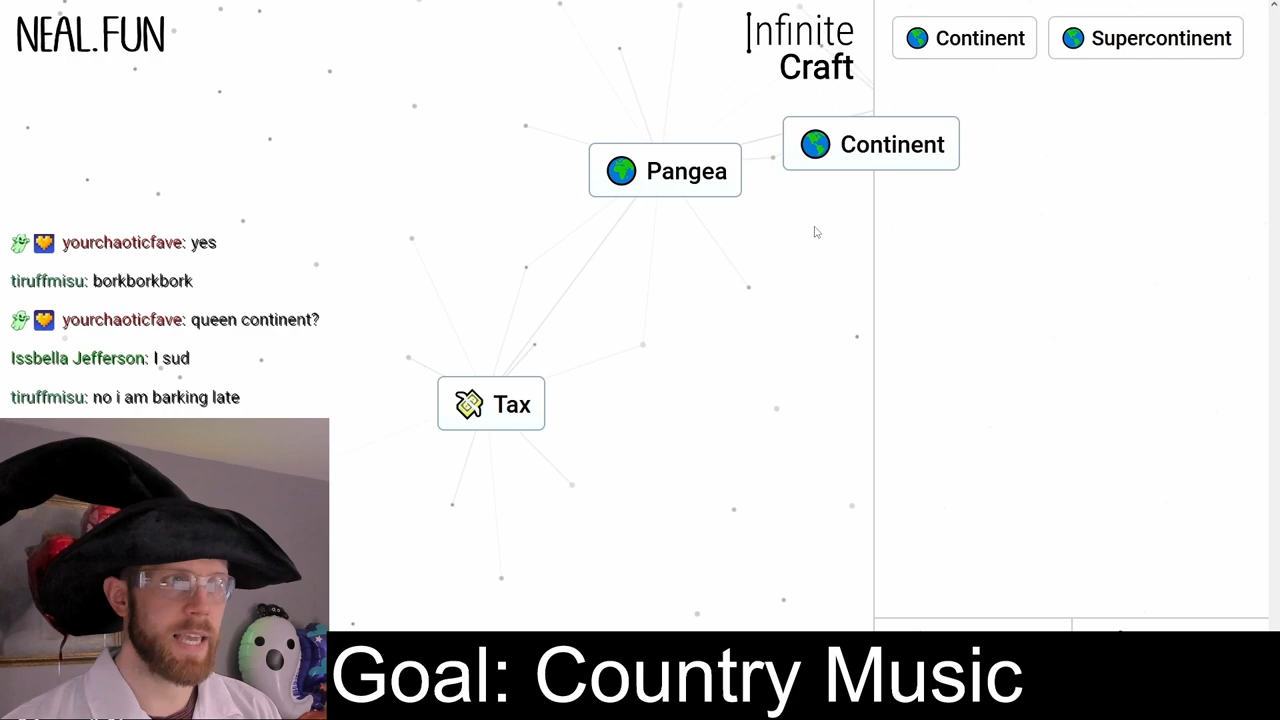 NEAL.FUN
Infinite
Craft
Continent
Supercontinent
Continent
Pangea
yourchaoticfave: yes
tiruffmisu: borkborkbork
yourchaoticfave: queen continent?
Issbella Jefferson: I sud
tiruffmisu: no i am barking late
Tax
Goal: Country Music